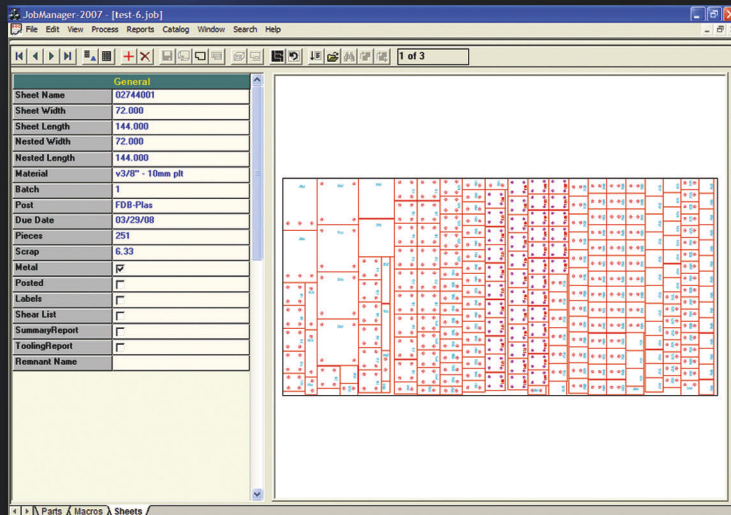 JobManager-2007 - [test-6.job]
File Edit View Process Reports Catalog Window Search Help
1 of 3
General
Sheet Name 02744001
Sheet Width 72.000
Sheet Length 144.000
Nested Width 72.000
Nested Length 144.000
Material v3/8" - 10mm plt
Batch 1
Post FDB-Plas
Due Date 03/29/08
Pieces 251
Scrap 6.33
Metal
Posted
Labels
Shear List
SummaryReport
ToolingReport
Remnant Name
Parts Macros Sheets